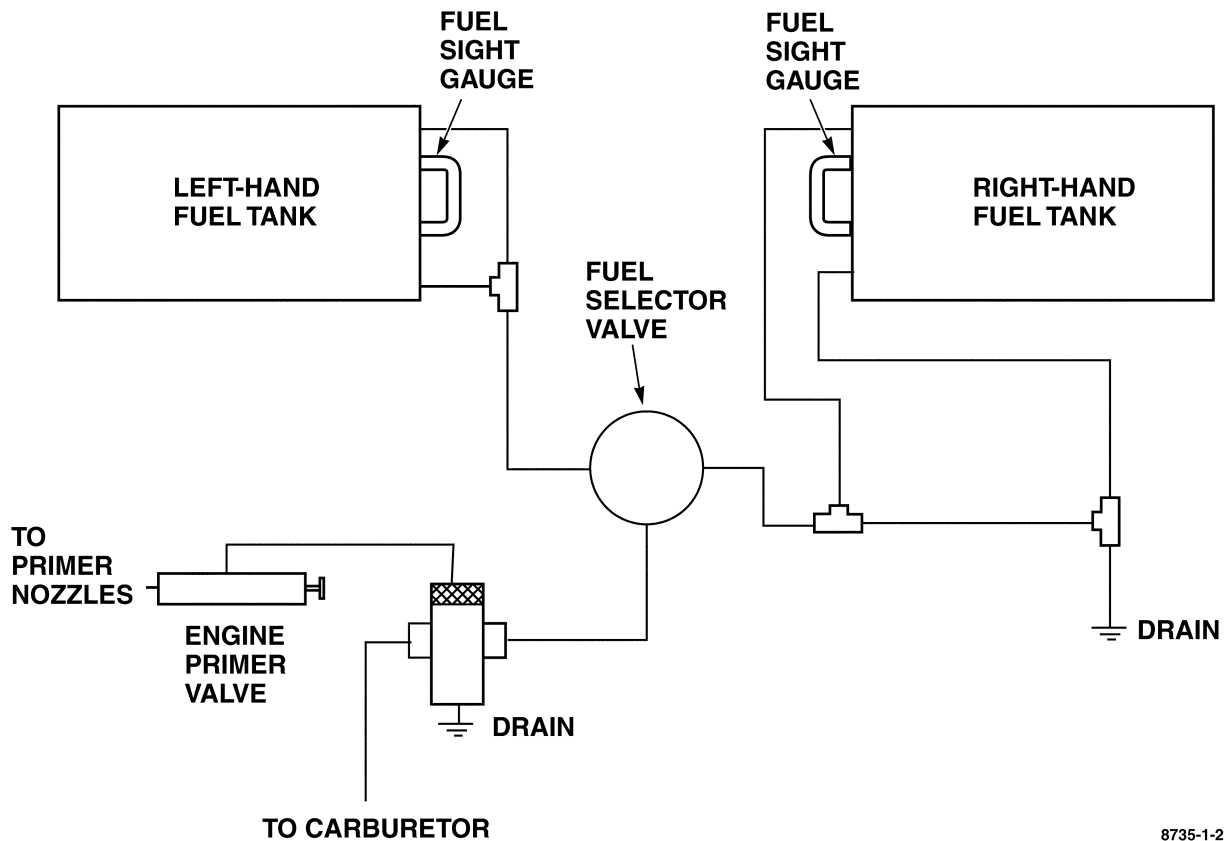 FUEL
SIGHT
GAUGE
FUEL
SIGHT
GAUGE
LEFT-HAND
FUEL TANK
RIGHT-HAND
FUEL TANK
FUEL
SELECTOR
VALVE
TO
PRIMER
NOZZLES
ENGINE
PRIMER
VALVE
DRAIN
DRAIN
TO CARBURETOR
8735-1-2